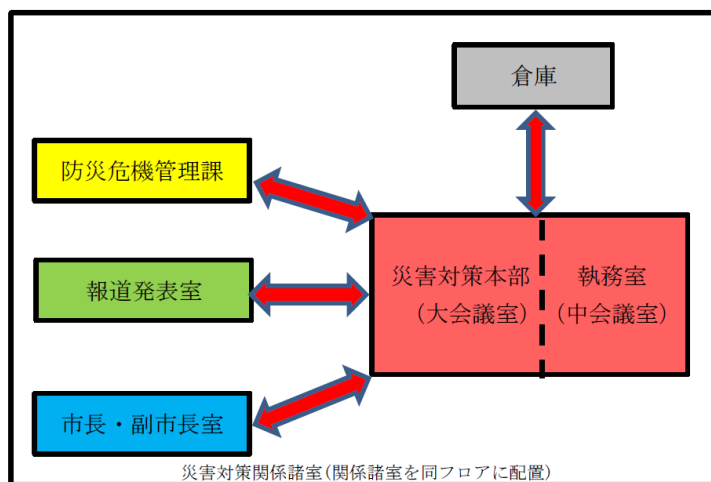 倉庫
防災危機管理課
報道発表室
市長・副市長室
災害対策本部
（大会議室）
執務室
（中会議室）
災害対策関係諸室(関係諸室を同フロアに配置)